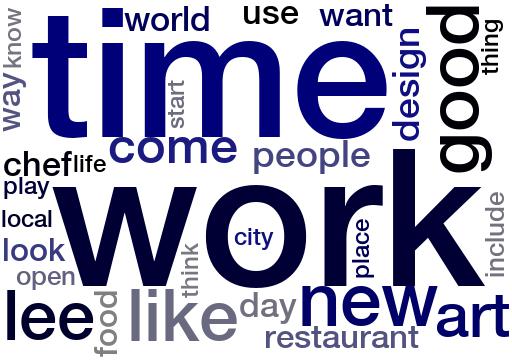 know
world
use
want
good
thing
time
way
start
design
come
people
chef
life
play
work
local
city
place
include
look
think
open
lee
food
like
day
new
art
restaurant